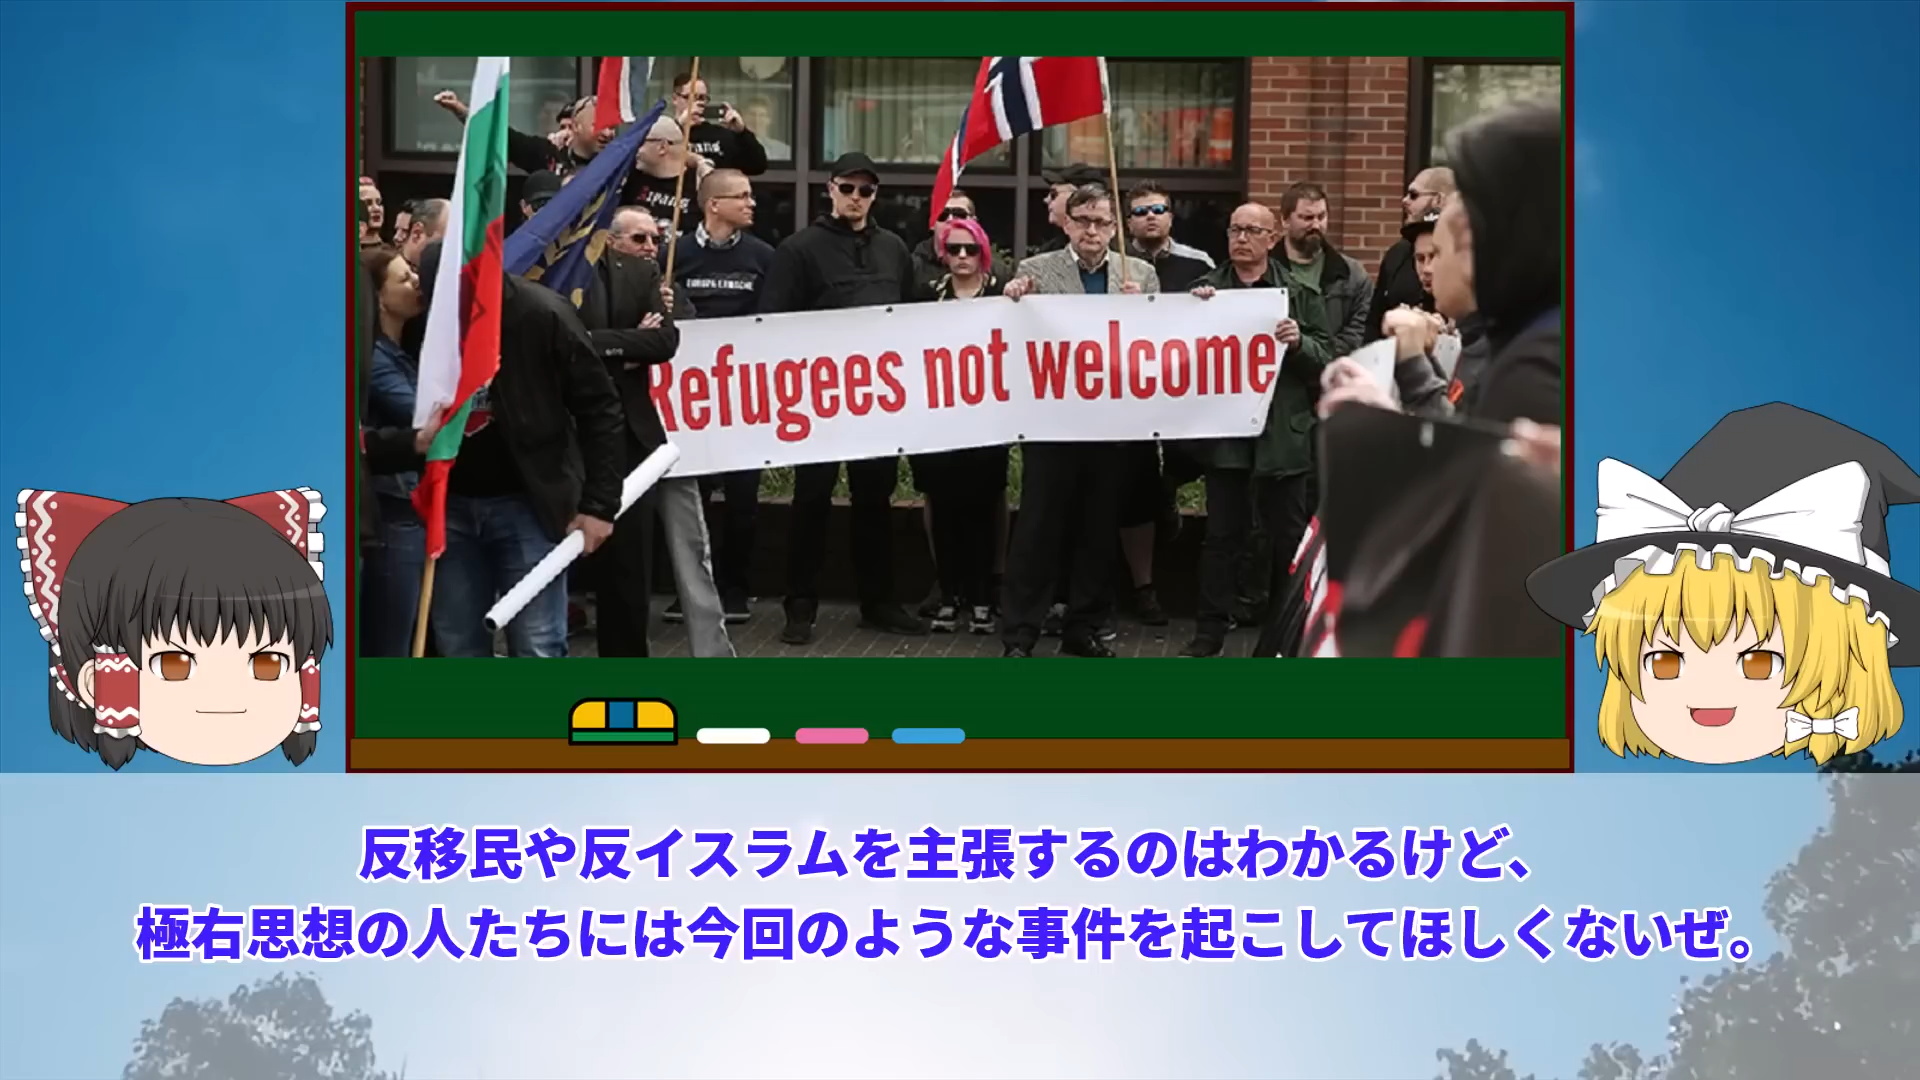 Refugees not welcome
反移民や反イスラムを主張するのはわかるけど、
極右思想の人たちには今回のような事件を起こしてほしくないぜ。